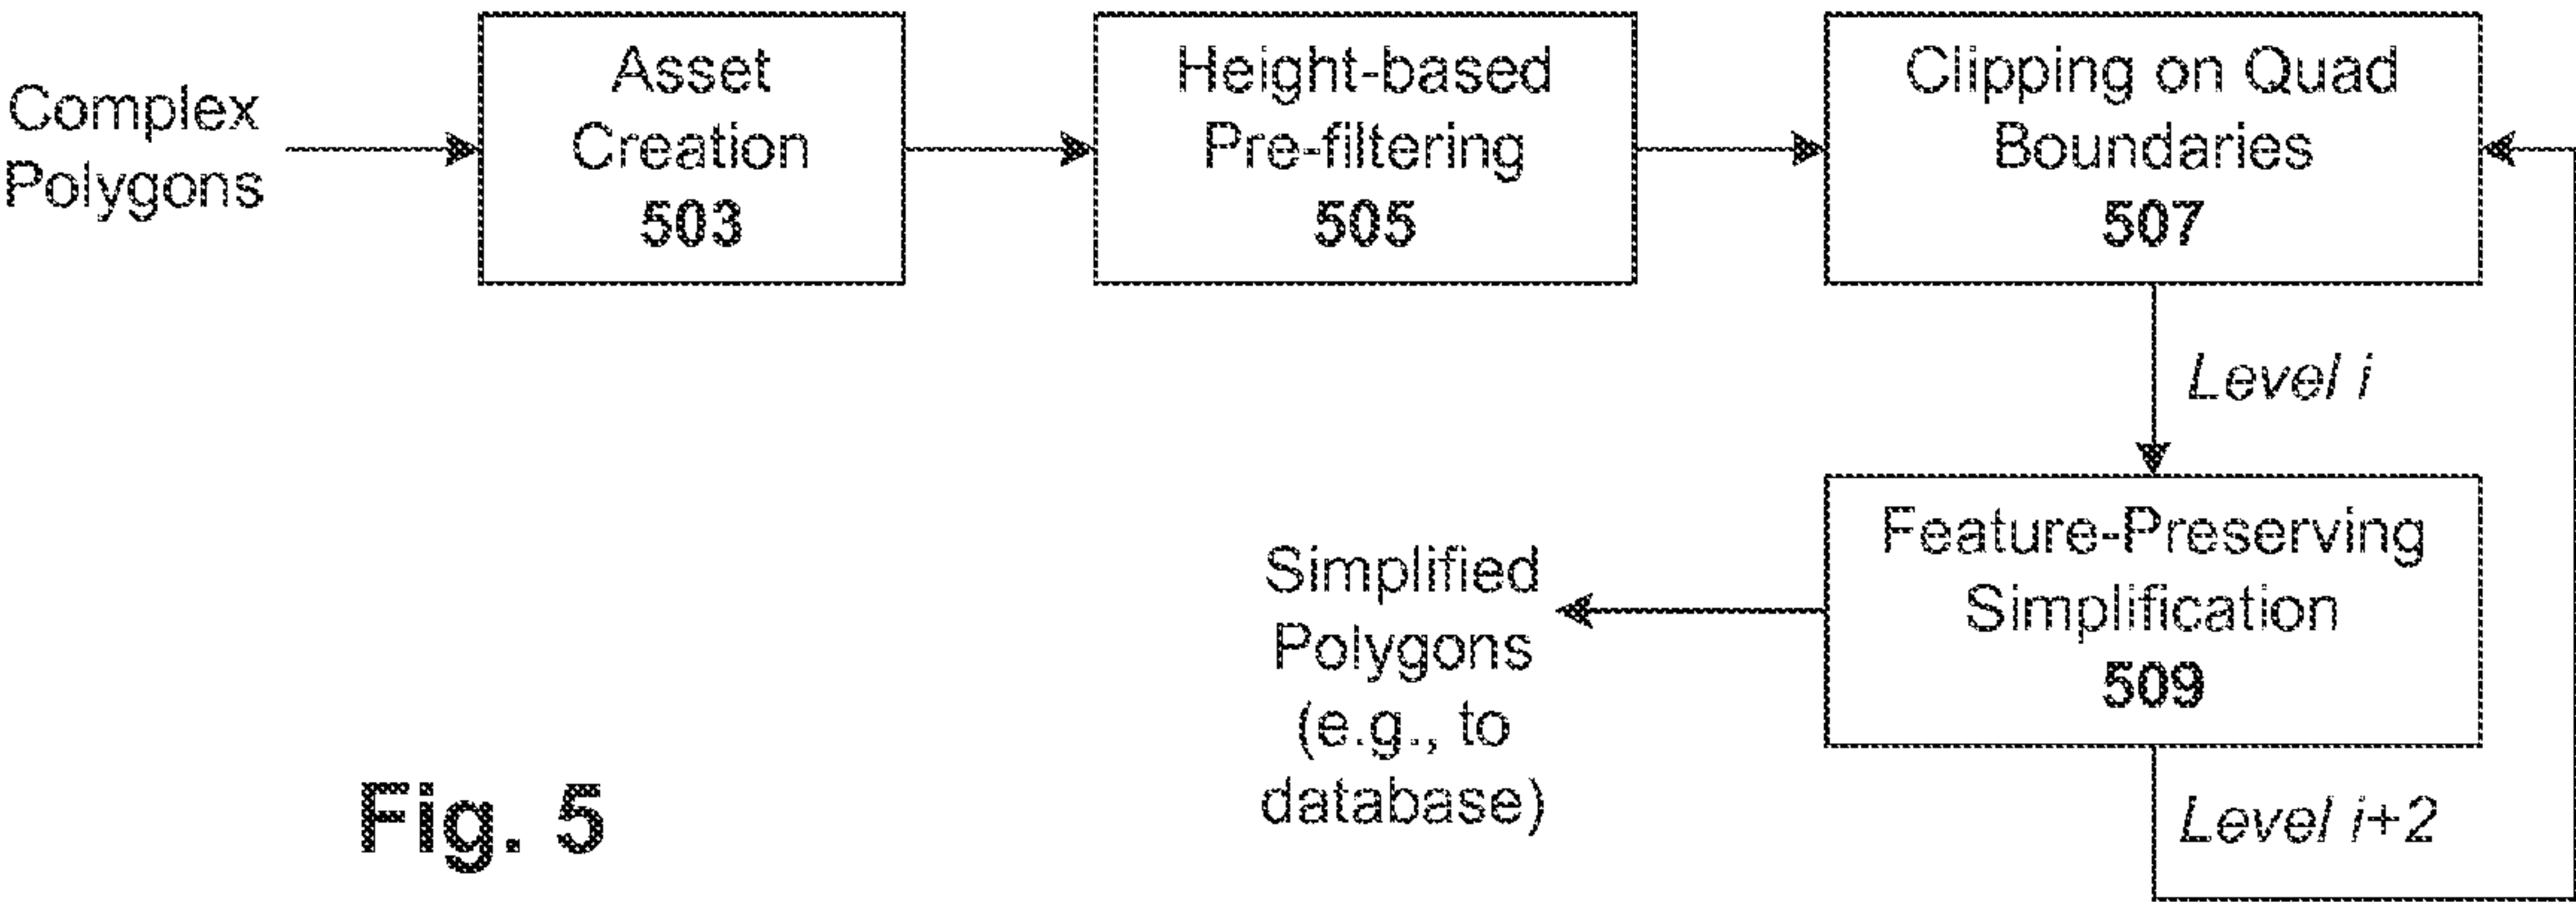 Complex
Polygons
Asset
Creation
503
Height-based
Pre-filtering
505
Clipping on Quad
Boundaries
507
Level i
Feature-Preserving
Simplification
509
Simplified
Polygons
(e.g., to
database)
Level i+2
Fig. 5